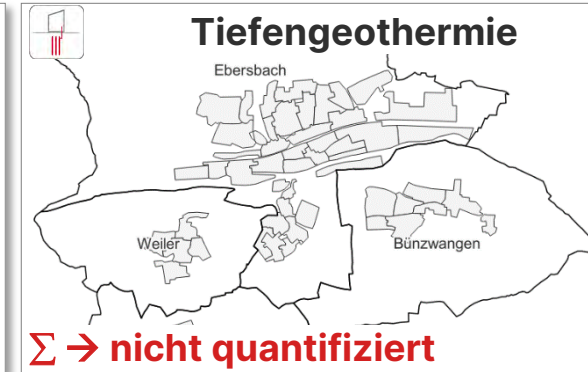 Tiefengeothermie
Ebersbach
Weiler
Bünzwangen
Σ → nicht quantifiziert